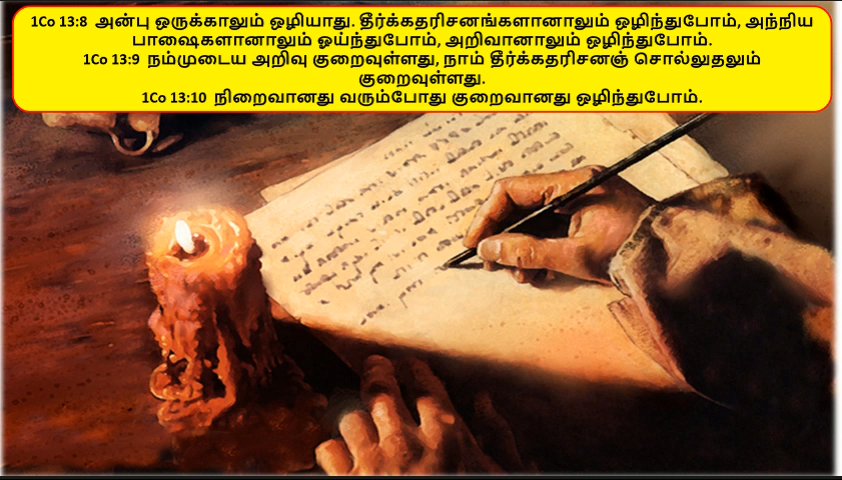 1Co 13:8 அன்பு ஒருக்காலும் ஒழியாது. தீர்க்கதரிசனங்களானாலும் ஒழிந்துபோம், அந்நிய
பாஷைகளானாலும் ஓய்ந்துபோம், அறிவானாலும் ஒழிந்துபோம்.
1Co 13:9 நம்முடைய அறிவு குறைவுள்ளது, நாம் தீர்க்கதரிசனஞ் சொல்லுதலும்
குறைவுள்ளது.
1Co 13:10 நிறைவானது வரும்போது குறைவானது ஒழிந்துபோம்.